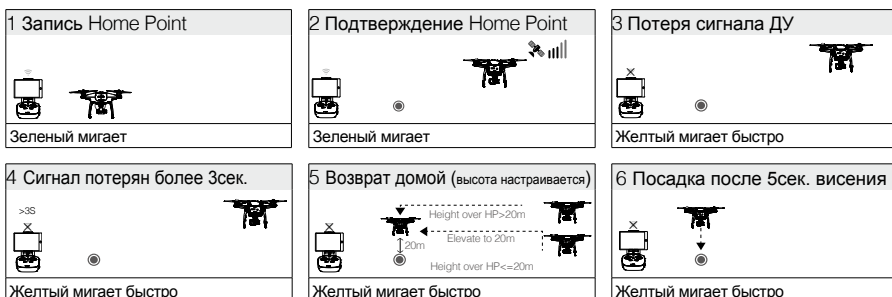 1 Запись Home Point
Зеленый мигает
2 Подтверждение Home Point
Зеленый мигает
3 Потеря сигнала ДУ
Желтый мигает быстро
4 Сигнал потерян более 3сек.
>3S
Желтый мигает быстро
5 Возврат домой (высота настраивается)
Height over HP>20m
Elevate to 20m
20m
Height over HP<=20m
Желтый мигает быстро
6 Посадка после 5сек. висения
Желтый мигает быстро